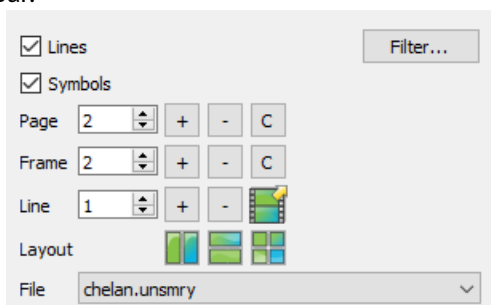 Lines Filter...
Symbols
Page 2 + - C
Frame 2 + - C
Line 1 + -
Layout
File chelan.unsmry